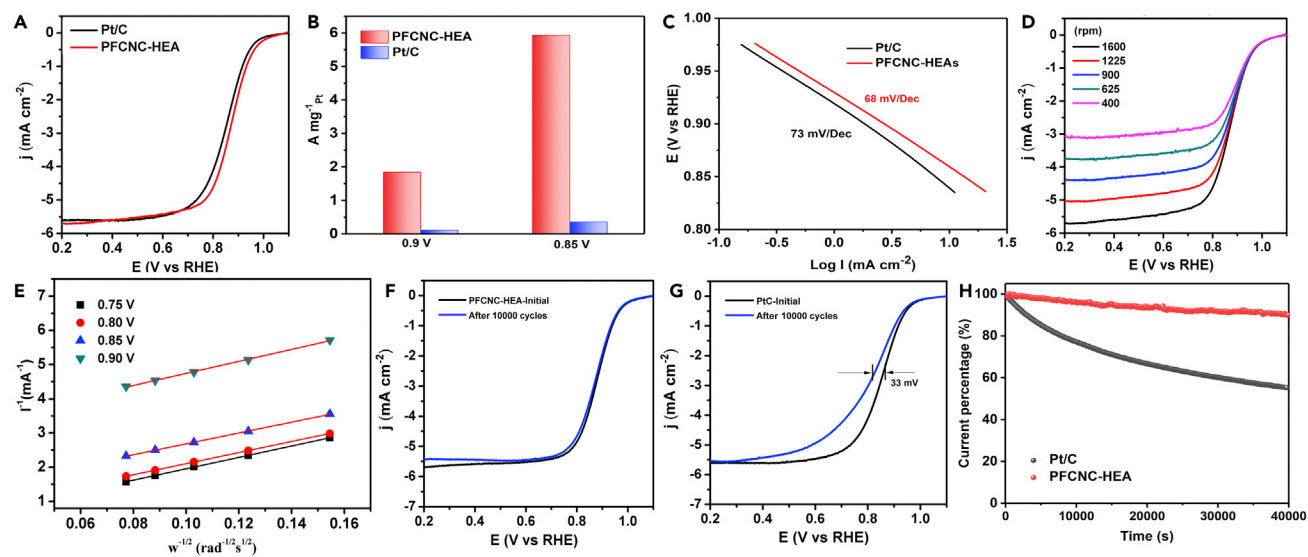 A
Pt/C
PFCNC-HEA
j (mA cm⁻²)
0
-1
-2
-3
-4
-5
-6
0.2 0.4 0.6 0.8 1.0
E (V vs RHE)
B
PFCNC-HEA
Pt/C
A mg⁻¹Pt
6
5
4
3
2
1
0
0.9 V 0.85 V
C
Pt/C
PFCNC-HEAs
68 mV/Dec
73 mV/Dec
E (V vs RHE)
1.00
0.95
0.90
0.85
0.80
-1.0 -0.5 0.0 0.5 1.0 1.5
Log I (mA cm⁻²)
D
(rpm)
1600
1225
900
625
400
j (mA cm⁻²)
0
-1
-2
-3
-4
-5
-6
0.2 0.4 0.6 0.8 1.0
E (V vs RHE)
E
0.75 V
0.80 V
0.85 V
0.90 V
I⁻¹(mA⁻¹)
7
6
5
4
3
2
1
0.06 0.08 0.10 0.12 0.14 0.16
w⁻¹/² (rad⁻¹/²s¹/²)
F
PFCNC-HEA-Initial
After 10000 cycles
j (mA cm⁻²)
0
-1
-2
-3
-4
-5
-6
-7
0.2 0.4 0.6 0.8 1.0
E (V vs RHE)
G
PtC-Initial
After 10000 cycles
33 mV
j (mA cm⁻²)
0
-1
-2
-3
-4
-5
-6
-7
0.2 0.4 0.6 0.8 1.0
E (V vs RHE)
H
Pt/C
PFCNC-HEA
Current percentage (%)
100
80
60
40
20
0
0 10000 20000 30000 40000
Time (s)